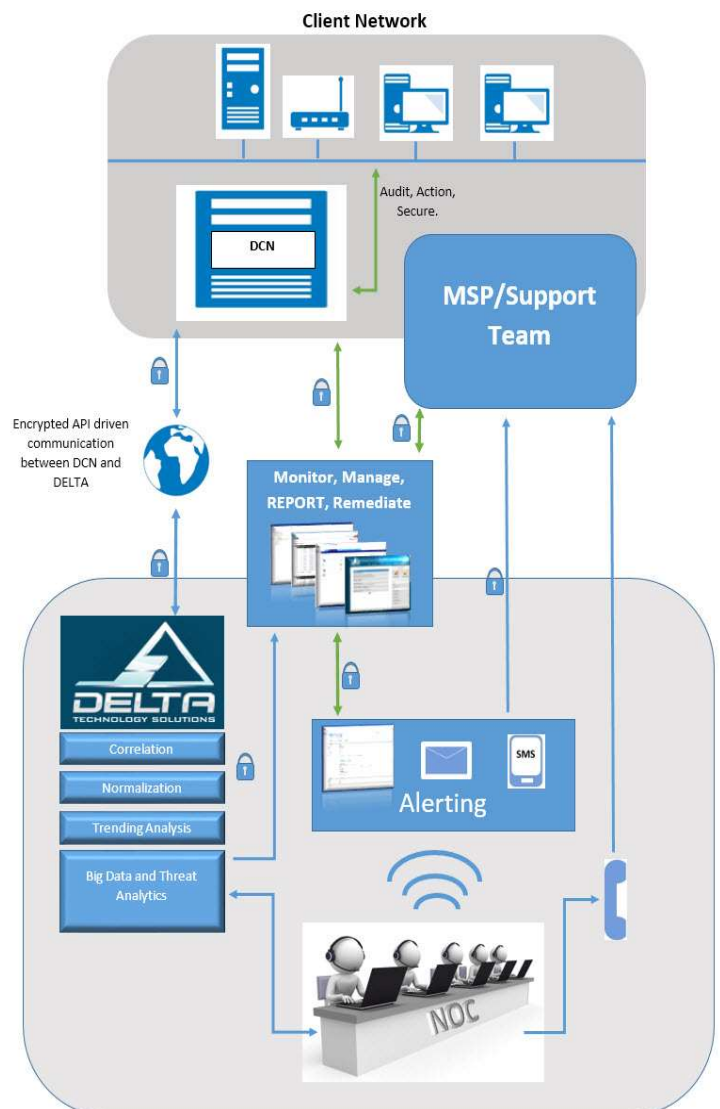 Client Network
Audit, Action,
Secure.
DCN
MSP/Support
Team
Encrypted API driven
communication
between DCN and
DELTA
Monitor, Manage,
REPORT, Remediate
DELTA
TECHNOLOGY SOLUTIONS
Correlation
Normalization
Trending Analysis
Big Data and Threat
Analytics
SMS
Alerting
NOC